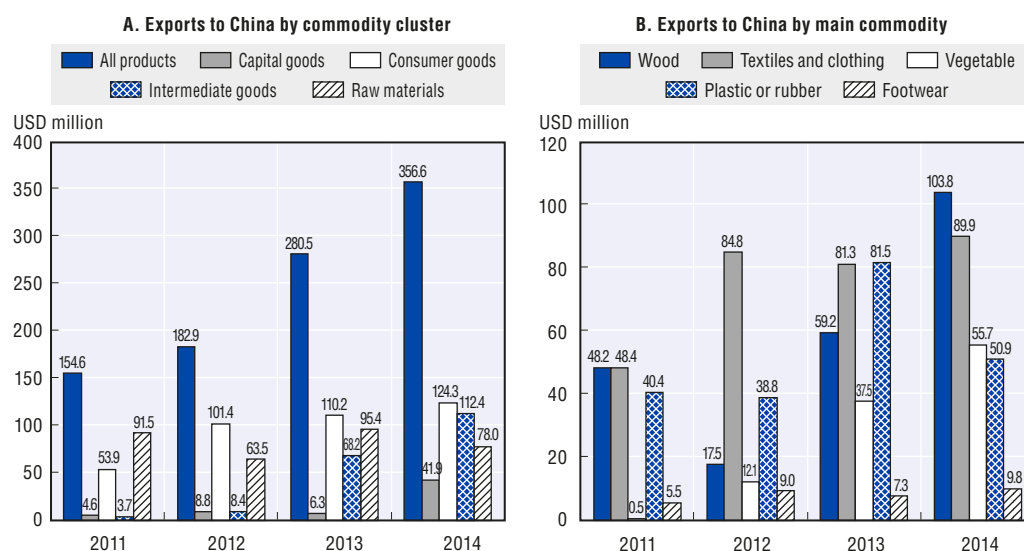 A. Exports to China by commodity cluster
All products Capital goods Consumer goods
Intermediate goods Raw materials
USD million
400
350
300
250
200
150
100
50
0
154.6 4.6 53.9 3.7 91.5
182.9 8.8 101.4 8.4 63.5
280.5 6.3 110.2 68.2 95.4
356.6 41.9 124.3 112.4 78.0
2011 2012 2013 2014
B. Exports to China by main commodity
Wood Textiles and clothing Vegetable
Plastic or rubber Footwear
USD million
120
100
80
60
40
20
0
48.2 48.4 0.5 40.4 5.5
17.5 84.8 12.1 38.8 9.0
59.2 81.3 37.5 81.5 7.3
103.8 89.9 55.7 50.9 9.8
2011 2012 2013 2014